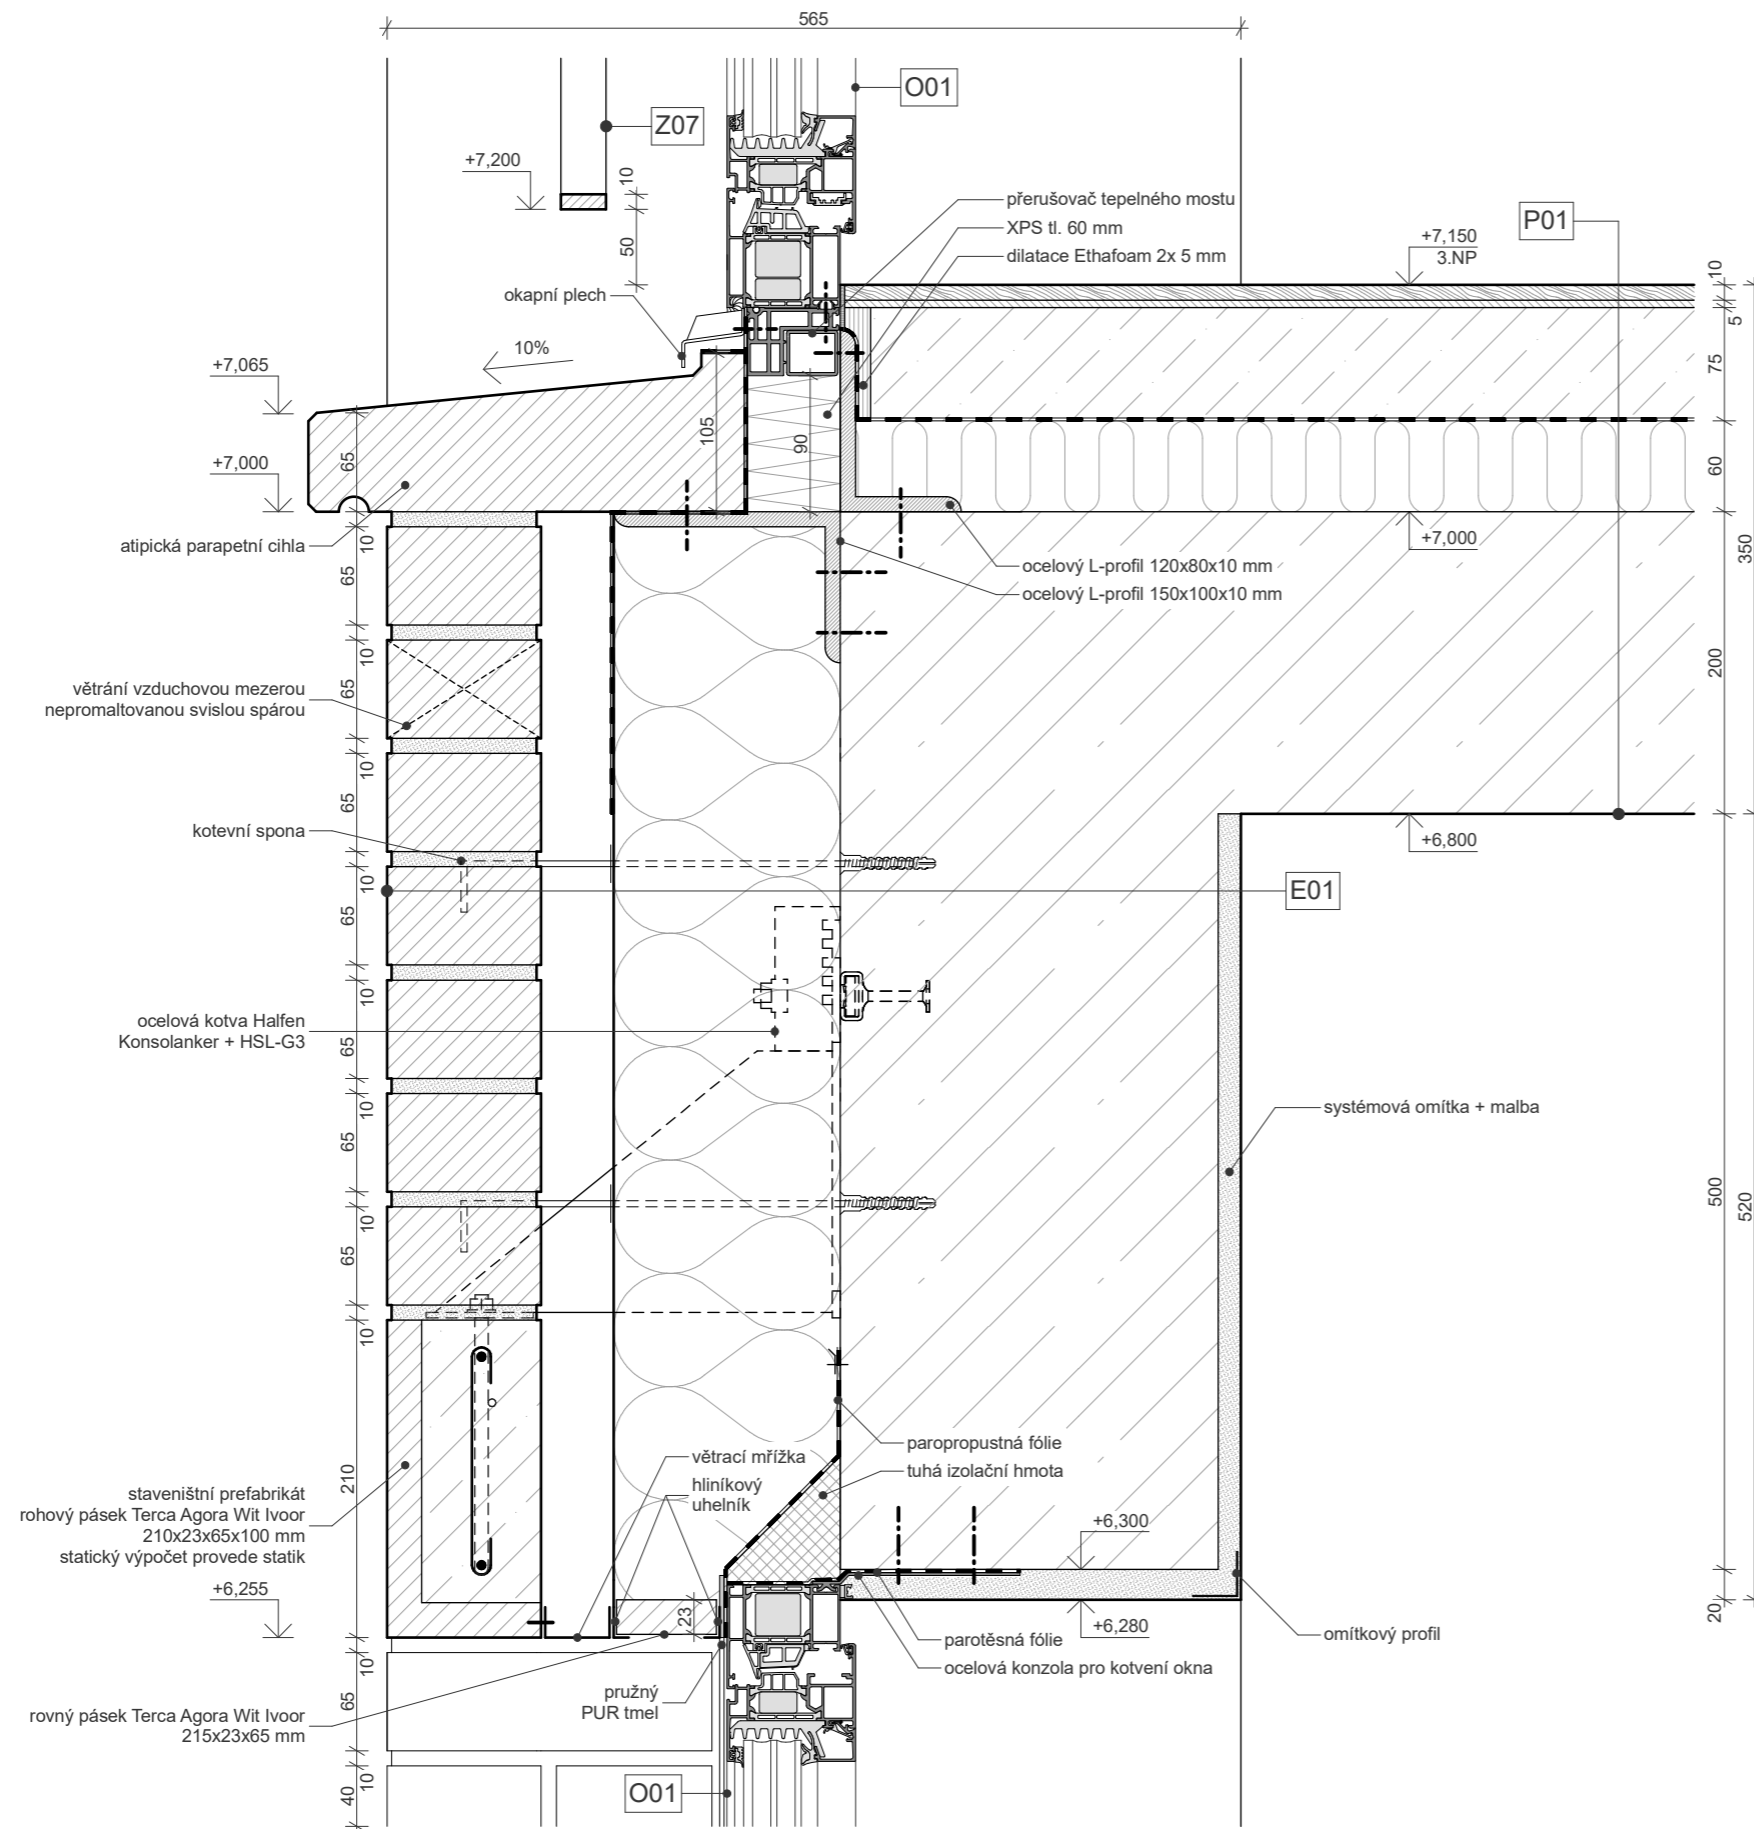 565
O01
Z07
+7,200
10
50
přerušovač tepelného mostu
XPS tl. 60 mm
dilatace Ethafoam 2x 5 mm
P01
+7,150
3.NP
okapní plech
10%
+7,065
+7,000
65
105
90
10
5
75
60
350
200
500
520
20
atipická parapetní cihla
+7,000
ocelový L-profil 120x80x10 mm
ocelový L-profil 150x100x10 mm
10
65
10
65
větrání vzduchovou mezerou
nepromaltovanou svislou spárou
10
65
kotevní spona
+6,800
10
65
E01
10
ocelová kotva Halfen
Konsolanker + HSL-G3
65
10
65
systémová omítka + malba
10
65
10
210
větrací mřížka
hliníkový
uhelník
paropropustná fólie
tuhá izolační hmota
staveništní prefabrikát
rohový pásek Terca Agora Wit Ivoor
210x23x65x100 mm
statický výpočet provede statik
+6,300
+6,255
23
+6,280
omítkový profil
parotěsná fólie
ocelová konzola pro kotvení okna
10
65
pružný
PUR tmel
rovný pásek Terca Agora Wit Ivoor
215x23x65 mm
10
40
O01